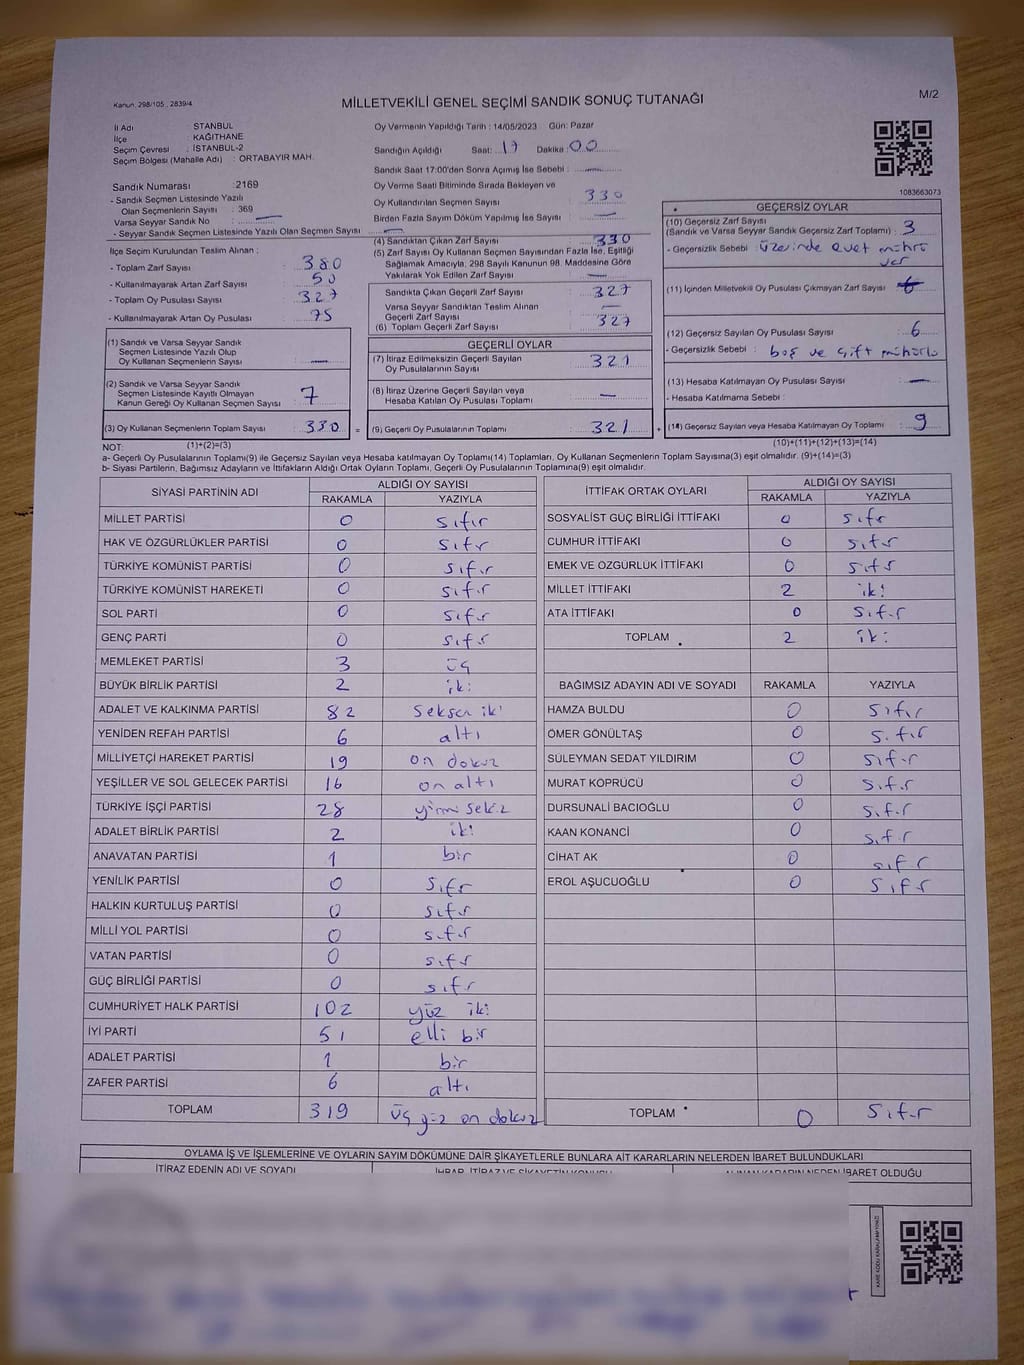 Kanun. 298/105 , 2839/4
MİLLETVEKİLİ GENEL SEÇİMİ SANDIK SONUÇ TUTANAĞI
M/2
İl Adı : STANBUL
İlçe : KAĞITHANE
Seçim Çevresi : İSTANBUL-2
Seçim Bölgesi (Mahalle Adı) : ORTABAYIR MAH.
Sandık Numarası :2169
- Sandık Seçmen Listesinde Yazılı
Olan Seçmenlerin Sayısı : 369
Varsa Seyyar Sandık No : —
- Seyyar Sandık Seçmen Listesinde Yazılı Olan Seçmen Sayısı : —
Oy Vermenin Yapıldığı Tarih : 14/05/2023 Gün: Pazar
Sandığın Açıldığı Saat: 17 Dakika: 00
Sandık Saat 17:00'den Sonra Açımış İse Sebebi : —
Oy Verme Saati Bitiminde Sırada Bekleyen ve
Oy Kullandırılan Seçmen Sayısı : 330
Birden Fazla Sayım Döküm Yapılmış İse Sayısı : —
1083663073
İlçe Seçim Kurulundan Teslim Alınan :
- Toplam Zarf Sayısı : 380
- Kullanılmayarak Artan Zarf Sayısı : 50
- Toplam Oy Pusulası Sayısı : 327
- Kullanılmayarak Artan Oy Pusulası : 75
(1) Sandık ve Varsa Seyyar Sandık
Seçmen Listesinde Yazılı Olup
Oy Kullanan Seçmenlerin Sayısı : —
(2) Sandık ve Varsa Seyyar Sandık
Seçmen Listesinde Kayıtlı Olmayan
Kanun Gereği Oy Kullanan Seçmen Sayısı : 7
(3) Oy Kullanan Seçmenlerin Toplam Sayısı : 330 =
(4) Sandıktan Çıkan Zarf Sayısı : 330
(5) Zarf Sayısı Oy Kullanan Seçmen Sayısından Fazla İse, Eşitliği
Sağlamak Amacıyla, 298 Sayılı Kanunun 98. Maddesine Göre
Yakılarak Yok Edilen Zarf Sayısı : —
Sandıkta Çıkan Geçerli Zarf Sayısı : 327
Varsa Seyyar Sandıktan Teslim Alınan
Geçerli Zarf Sayısı : —
(6) Toplam Geçerli Zarf Sayısı : 327
GEÇERLİ OYLAR
(7) İtiraz Edilmeksizin Geçerli Sayılan
Oy Pusulalarının Sayısı : 321
(8) İtiraz Üzerine Geçerli Sayılan veya
Hesaba Katılan Oy Pusulası Toplamı : —
(9) Geçerli Oy Pusulalarının Toplamı : 321 +
GEÇERSİZ OYLAR
(10) Geçersiz Zarf Sayısı
(Sandık ve Varsa Seyyar Sandık Geçersiz Zarf Toplamı) : 3
- Geçersizlik Sebebi : üzerinde evet mührü
var
(11) İçinden Milletvekili Oy Pusulası Çıkmayan Zarf Sayısı :
(12) Geçersiz Sayılan Oy Pusulası Sayısı : 6
- Geçersizlik Sebebi : boş ve çift mühürlü
(13) Hesaba Katılmayan Oy Pusulası Sayısı : —
- Hesaba Katılmama Sebebi :
(14) Geçersiz Sayılan veya Hesaba Katılmayan Oy Toplamı : 9
NOT: (1)+(2)=(3) (10)+(11)+(12)+(13)=(14)
a- Geçerli Oy Pusulalarının Toplamı(9) ile Geçersiz Sayılan veya Hesaba katılmayan Oy Toplamı(14) Toplamları, Oy Kullanan Seçmenlerin Toplam Sayısına(3) eşit olmalıdır. (9)+(14)=(3)
b- Siyasi Partilerin, Bağımsız Adayların ve İttifakların Aldığı Ortak Oyların Toplamı, Geçerli Oy Pusulalarının Toplamına(9) eşit olmalıdır.
SİYASİ PARTİNİN ADI ALDIĞI OY SAYISI
RAKAMLA YAZIYLA
MİLLET PARTİSİ 0 sıfır
HAK VE ÖZGÜRLÜKLER PARTİSİ 0 sıfır
TÜRKİYE KOMÜNİST PARTİSİ 0 sıfır
TÜRKİYE KOMÜNİST HAREKETİ 0 sıfır
SOL PARTİ 0 sıfır
GENÇ PARTİ 0 sıfır
MEMLEKET PARTİSİ 3 üç
BÜYÜK BİRLİK PARTİSİ 2 iki
ADALET VE KALKINMA PARTİSİ 82 seksen iki
YENİDEN REFAH PARTİSİ 6 altı
MİLLİYETÇİ HAREKET PARTİSİ 19 on dokuz
YEŞİLLER VE SOL GELECEK PARTİSİ 16 on altı
TÜRKİYE İŞÇİ PARTİSİ 28 yirmi sekiz
ADALET BİRLİK PARTİSİ 2 iki
ANAVATAN PARTİSİ 1 bir
YENİLİK PARTİSİ 0 sıfır
HALKIN KURTULUŞ PARTİSİ 0 sıfır
MİLLİ YOL PARTİSİ 0 sıfır
VATAN PARTİSİ 0 sıfır
GÜÇ BİRLİĞİ PARTİSİ 0 sıfır
CUMHURİYET HALK PARTİSİ 102 yüz iki
İYİ PARTİ 51 elli bir
ADALET PARTİSİ 1 bir
ZAFER PARTİSİ 6 altı
TOPLAM 319 üç yüz on dokuz
İTTİFAK ORTAK OYLARI ALDIĞI OY SAYISI
RAKAMLA YAZIYLA
SOSYALİST GÜÇ BİRLİĞİ İTTİFAKI 0 sıfır
CUMHUR İTTİFAKI 0 sıfır
EMEK VE ÖZGÜRLÜK İTTİFAKI 0 sıfır
MİLLET İTTİFAKI 2 iki
ATA İTTİFAKI 0 sıfır
TOPLAM 2 iki
BAĞIMSIZ ADAYIN ADI VE SOYADI RAKAMLA YAZIYLA
HAMZA BULDU 0 sıfır
ÖMER GÖNÜLTAŞ 0 sıfır
SÜLEYMAN SEDAT YILDIRIM 0 sıfır
MURAT KÖPRÜCÜ 0 sıfır
DURSUNALİ BACIOĞLU 0 sıfır
KAAN KONANCİ 0 sıfır
CİHAT AK 0 sıfır
EROL AŞUCUOĞLU 0 sıfır
TOPLAM 0 sıfır
OYLAMA İŞ VE İŞLEMLERİNE VE OYLARIN SAYIM DÖKÜMÜNE DAİR ŞİKAYETLERLE BUNLARA AİT KARARLARIN NELERDEN İBARET BULUNDUKLARI
İTİRAZ EDENİN ADI VE SOYADI İHBAR, İTİRAZ VE ŞİKAYETİN KONUSU ALINAN KARARIN NEDEN İBARET OLDUĞU